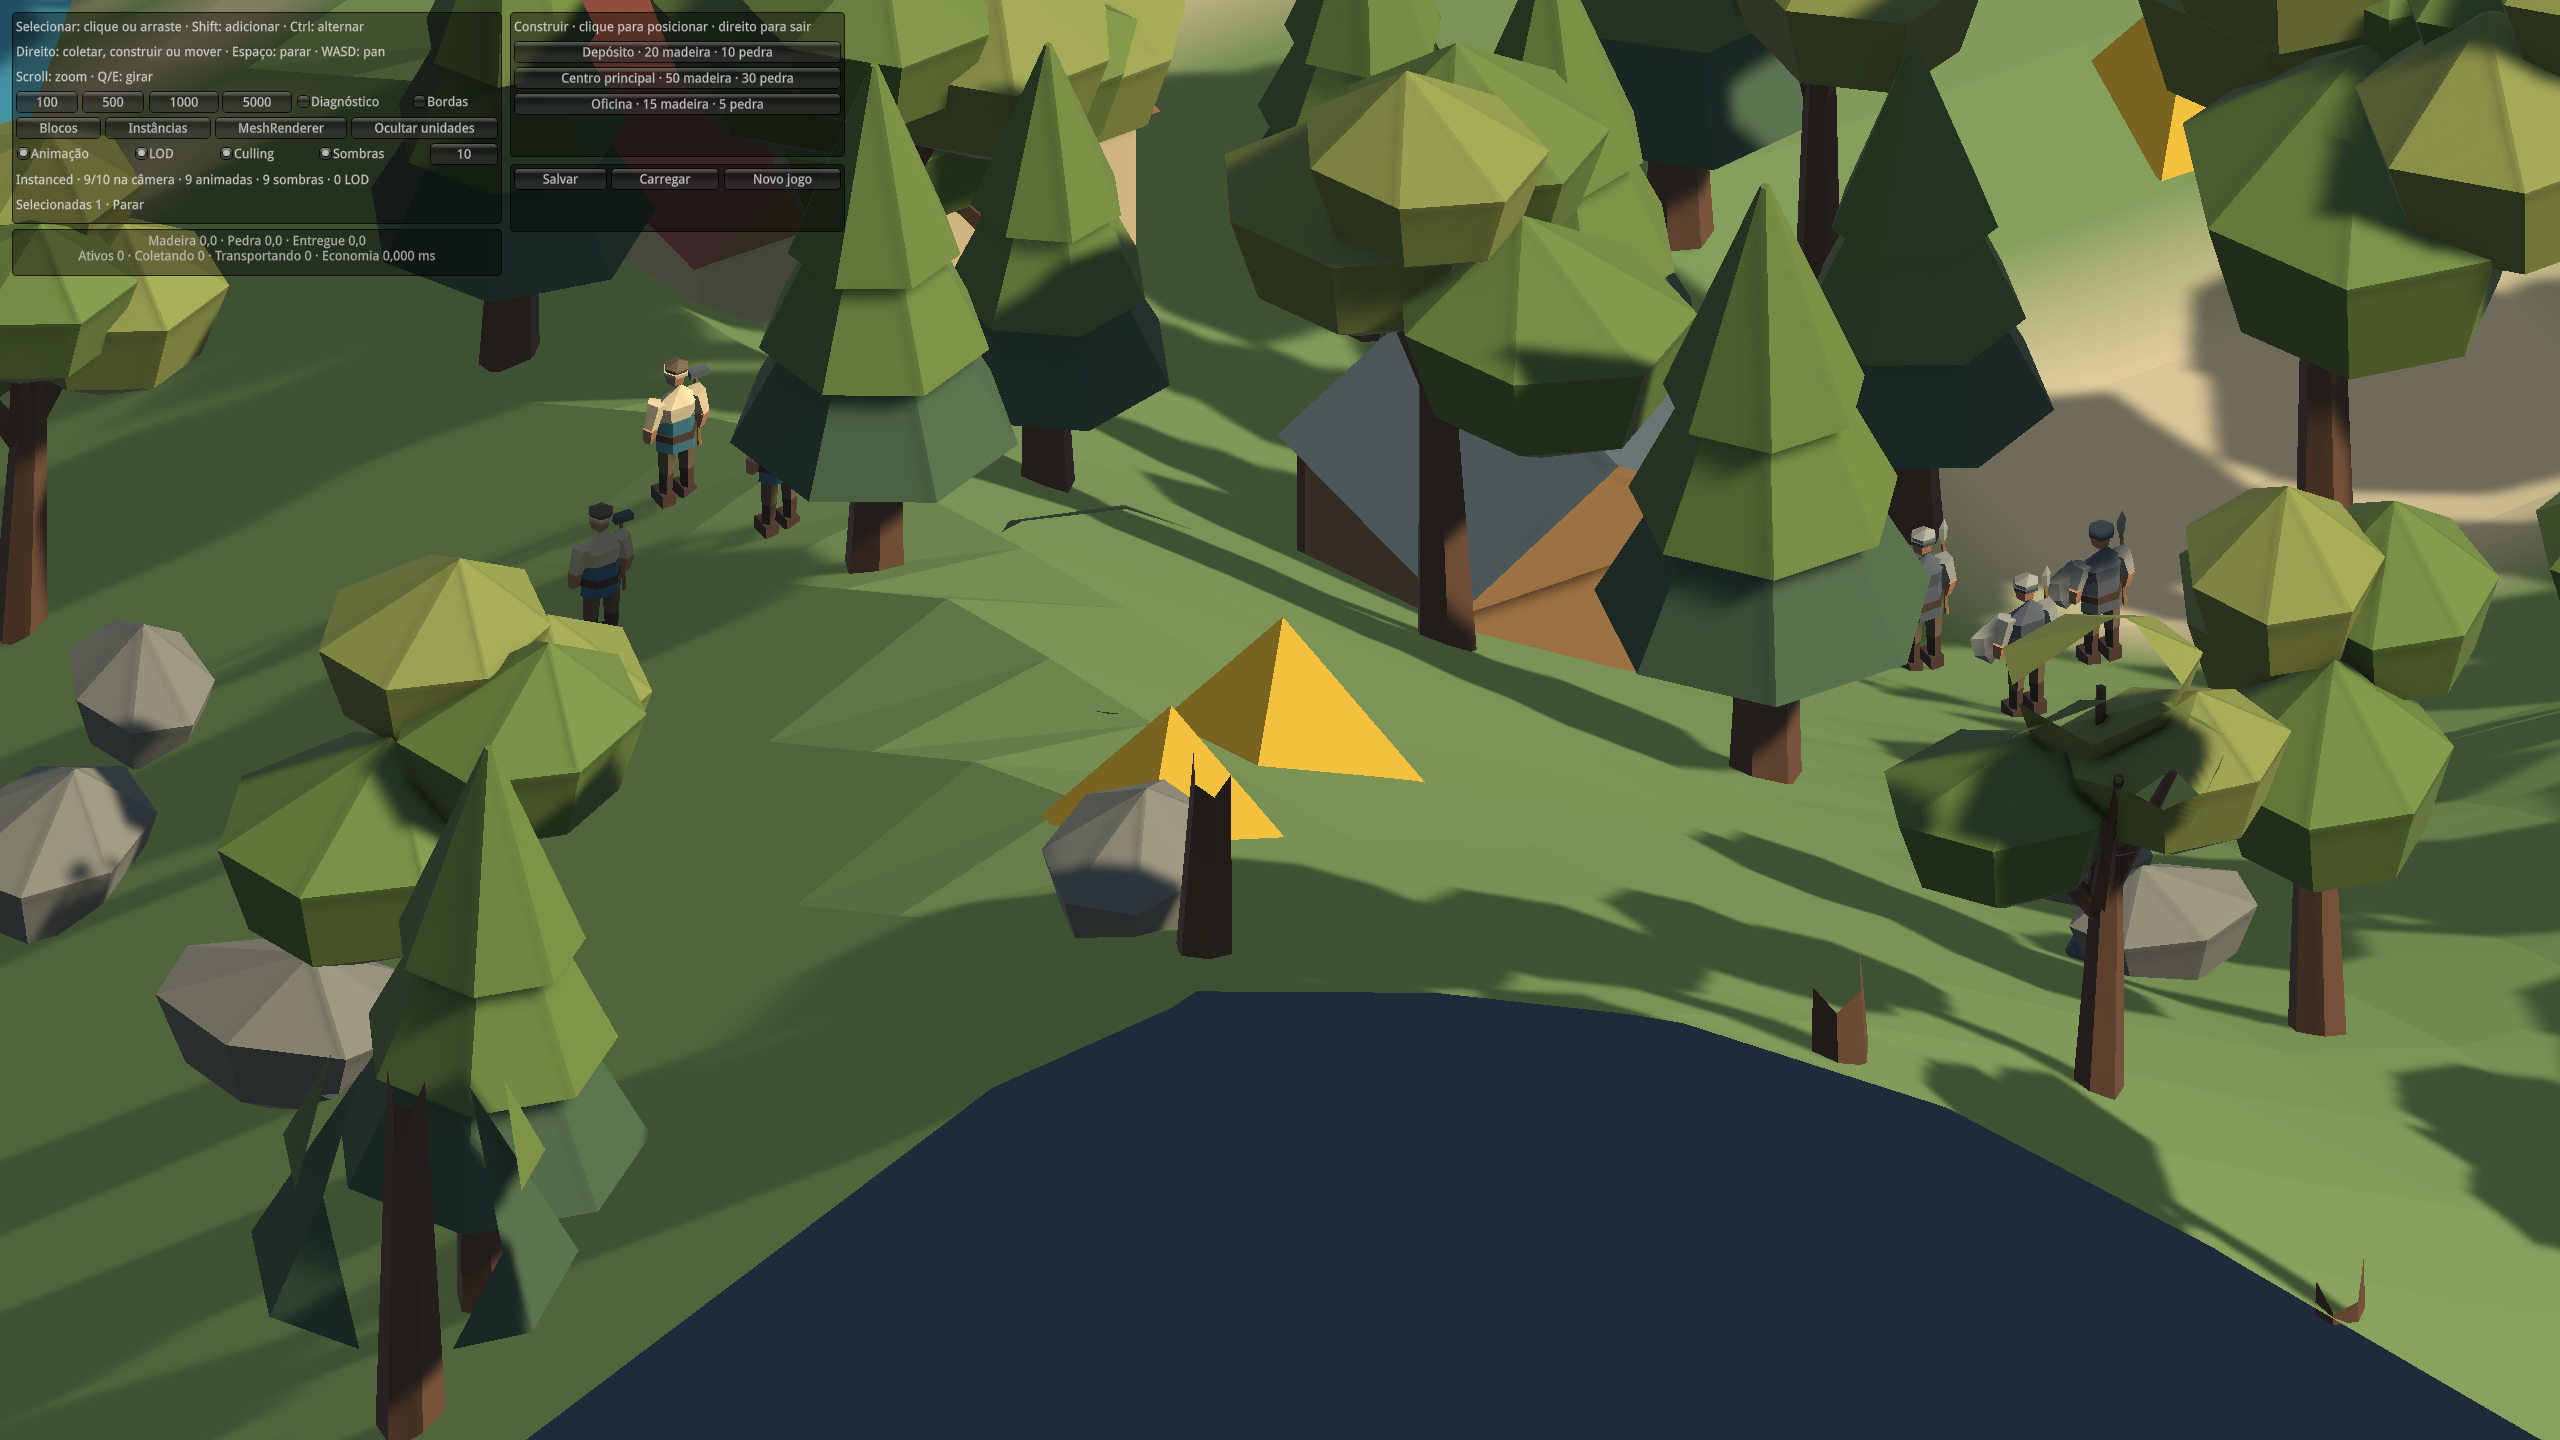 Selecionar: clique ou arraste · Shift: adicionar · Ctrl: alternar
Direito: coletar, construir ou mover · Espaço: parar · WASD: pan
Scroll: zoom · Q/E: girar
100 500 1000 5000 Diagnóstico Bordas
Blocos Instâncias MeshRenderer Ocultar unidades
Animação LOD Culling Sombras 10
Instanced · 9/10 na câmera · 9 animadas · 9 sombras · 0 LOD
Selecionadas 1 · Parar
Madeira 0,0 · Pedra 0,0 · Entregue 0,0
Ativos 0 · Coletando 0 · Transportando 0 · Economia 0,000 ms
Construir · clique para posicionar · direito para sair
Depósito · 20 madeira · 10 pedra
Centro principal · 50 madeira · 30 pedra
Oficina · 15 madeira · 5 pedra
Salvar Carregar Novo jogo